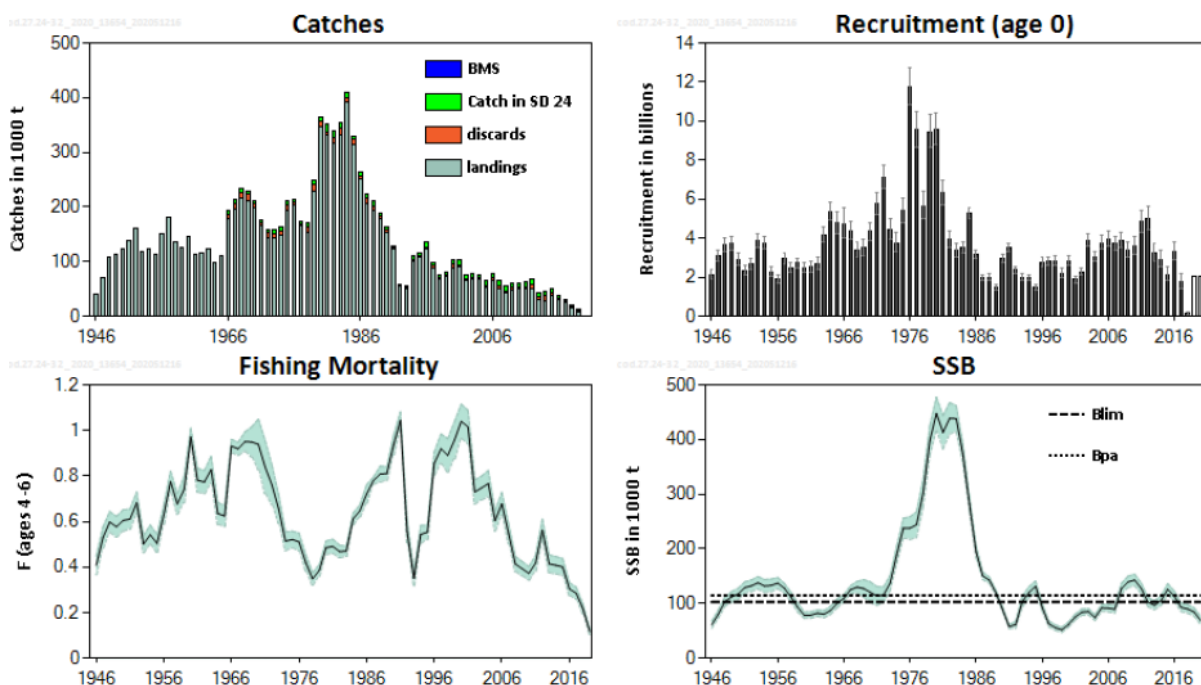 Catches
Catches in 1000 t
500
400
300
200
100
0
BMS
Catch in SD 24
discards
landings
1946 1966 1986 2006
Recruitment (age 0)
Recruitment in billions
14
12
10
8
6
4
2
0
1946 1956 1966 1976 1986 1996 2006 2016
Fishing Mortality
F (ages 4-6)
1.2
1
0.8
0.6
0.4
0.2
0
1946 1956 1966 1976 1986 1996 2006 2016
SSB
SSB in 1000 t
500
400
300
200
100
0
Blim
Bpa
1946 1956 1966 1976 1986 1996 2006 2016